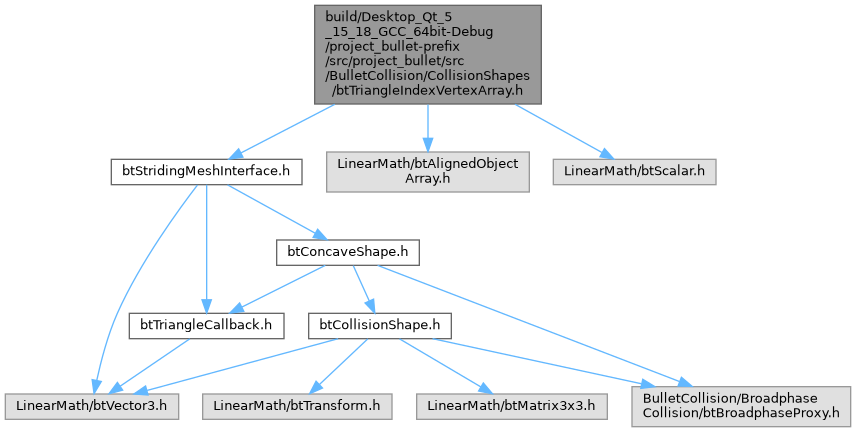 build/Desktop_Qt_5
_15_18_GCC_64bit-Debug
/project_bullet-prefix
/src/project_bullet/src
/BulletCollision/CollisionShapes
/btTriangleIndexVertexArray.h
btStridingMeshInterface.h
LinearMath/btAlignedObject
Array.h
LinearMath/btScalar.h
btConcaveShape.h
btTriangleCallback.h
btCollisionShape.h
LinearMath/btVector3.h
LinearMath/btTransform.h
LinearMath/btMatrix3x3.h
BulletCollision/Broadphase
Collision/btBroadphaseProxy.h